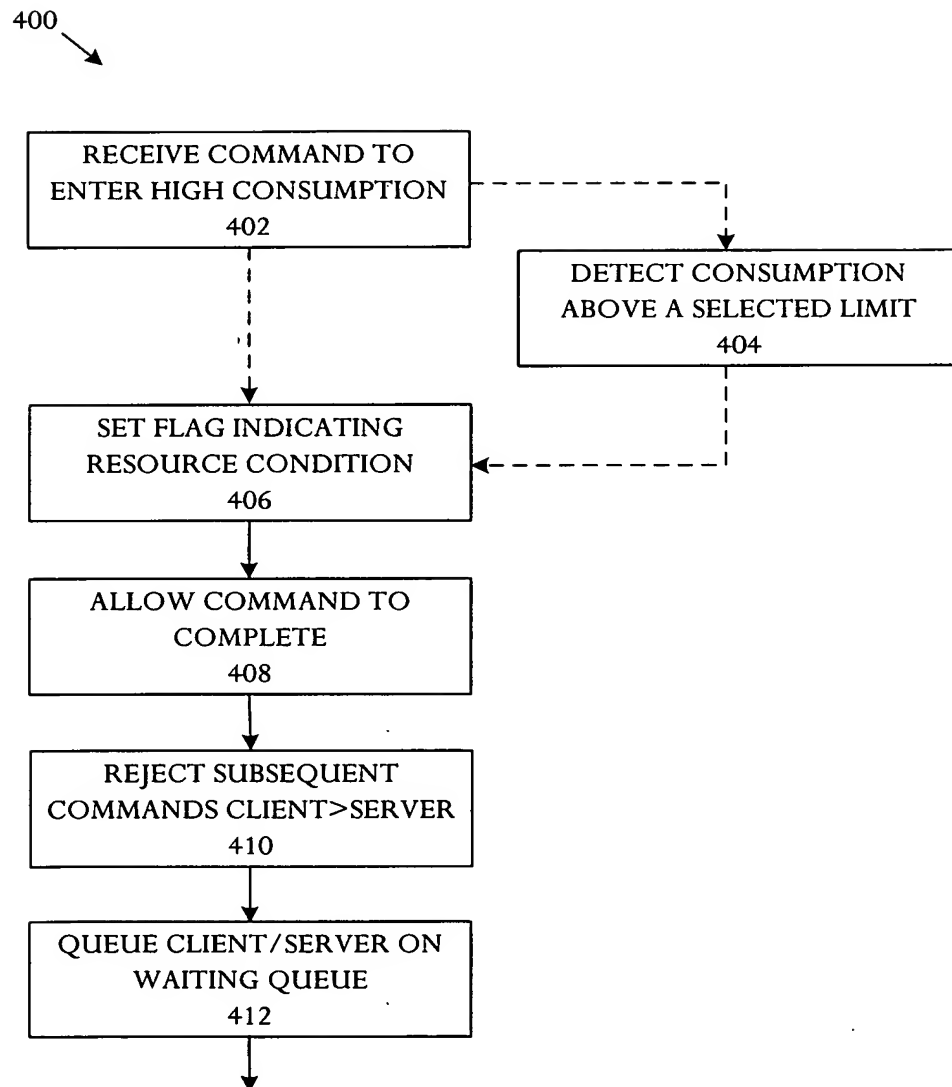 400
RECEIVE COMMAND TO
ENTER HIGH CONSUMPTION
402
DETECT CONSUMPTION
ABOVE A SELECTED LIMIT
404
SET FLAG INDICATING
RESOURCE CONDITION
406
ALLOW COMMAND TO
COMPLETE
408
REJECT SUBSEQUENT
COMMANDS CLIENT>SERVER
410
QUEUE CLIENT/SERVER ON
WAITING QUEUE
412